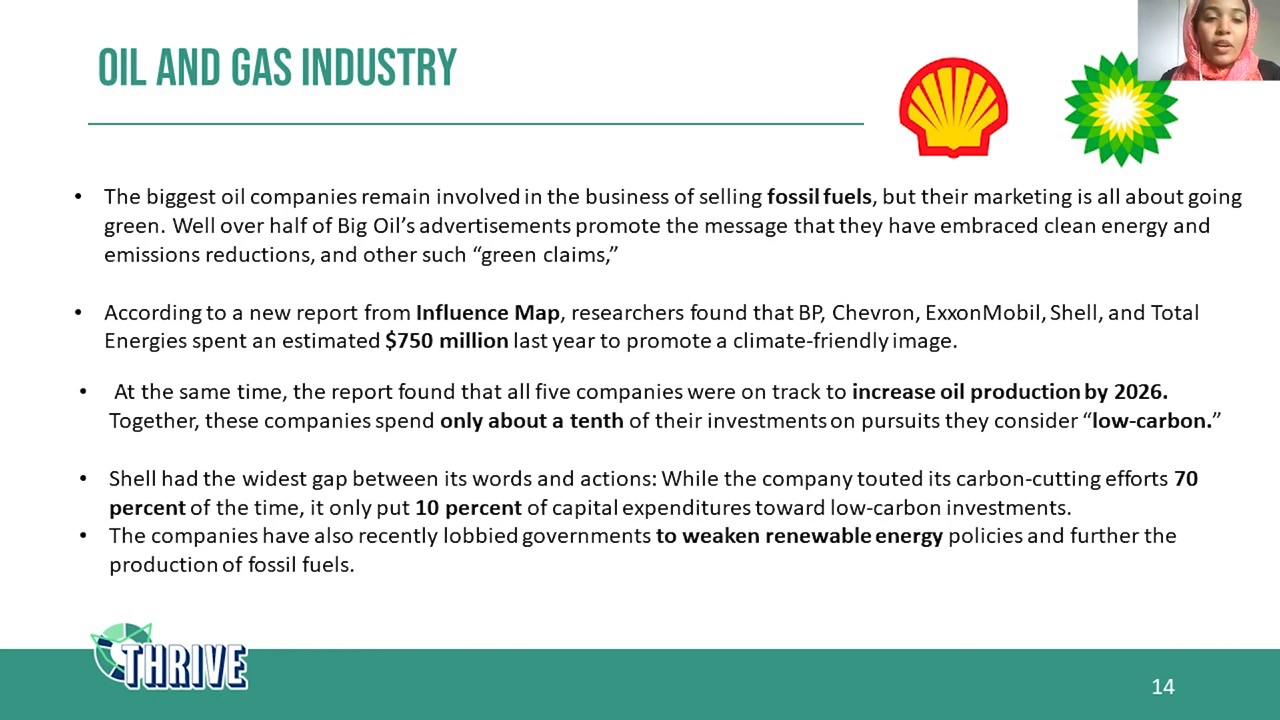 OIL AND GAS INDUSTRY
• The biggest oil companies remain involved in the business of selling fossil fuels, but their marketing is all about going
green. Well over half of Big Oil’s advertisements promote the message that they have embraced clean energy and
emissions reductions, and other such “green claims,”
• According to a new report from Influence Map, researchers found that BP, Chevron, ExxonMobil, Shell, and Total
Energies spent an estimated $750 million last year to promote a climate-friendly image.
• At the same time, the report found that all five companies were on track to increase oil production by 2026.
Together, these companies spend only about a tenth of their investments on pursuits they consider “low-carbon.”
• Shell had the widest gap between its words and actions: While the company touted its carbon-cutting efforts 70
percent of the time, it only put 10 percent of capital expenditures toward low-carbon investments.
• The companies have also recently lobbied governments to weaken renewable energy policies and further the
production of fossil fuels.
THRIVE
14